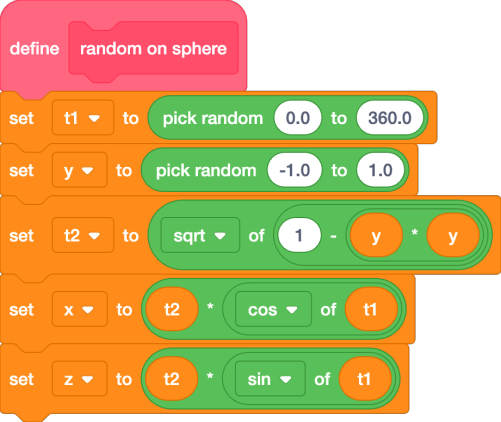 define random on sphere
set t1 to pick random 0.0 to 360.0
set y to pick random -1.0 to 1.0
set t2 to sqrt of 1 - y * y
set x to t2 * cos of t1
set z to t2 * sin of t1